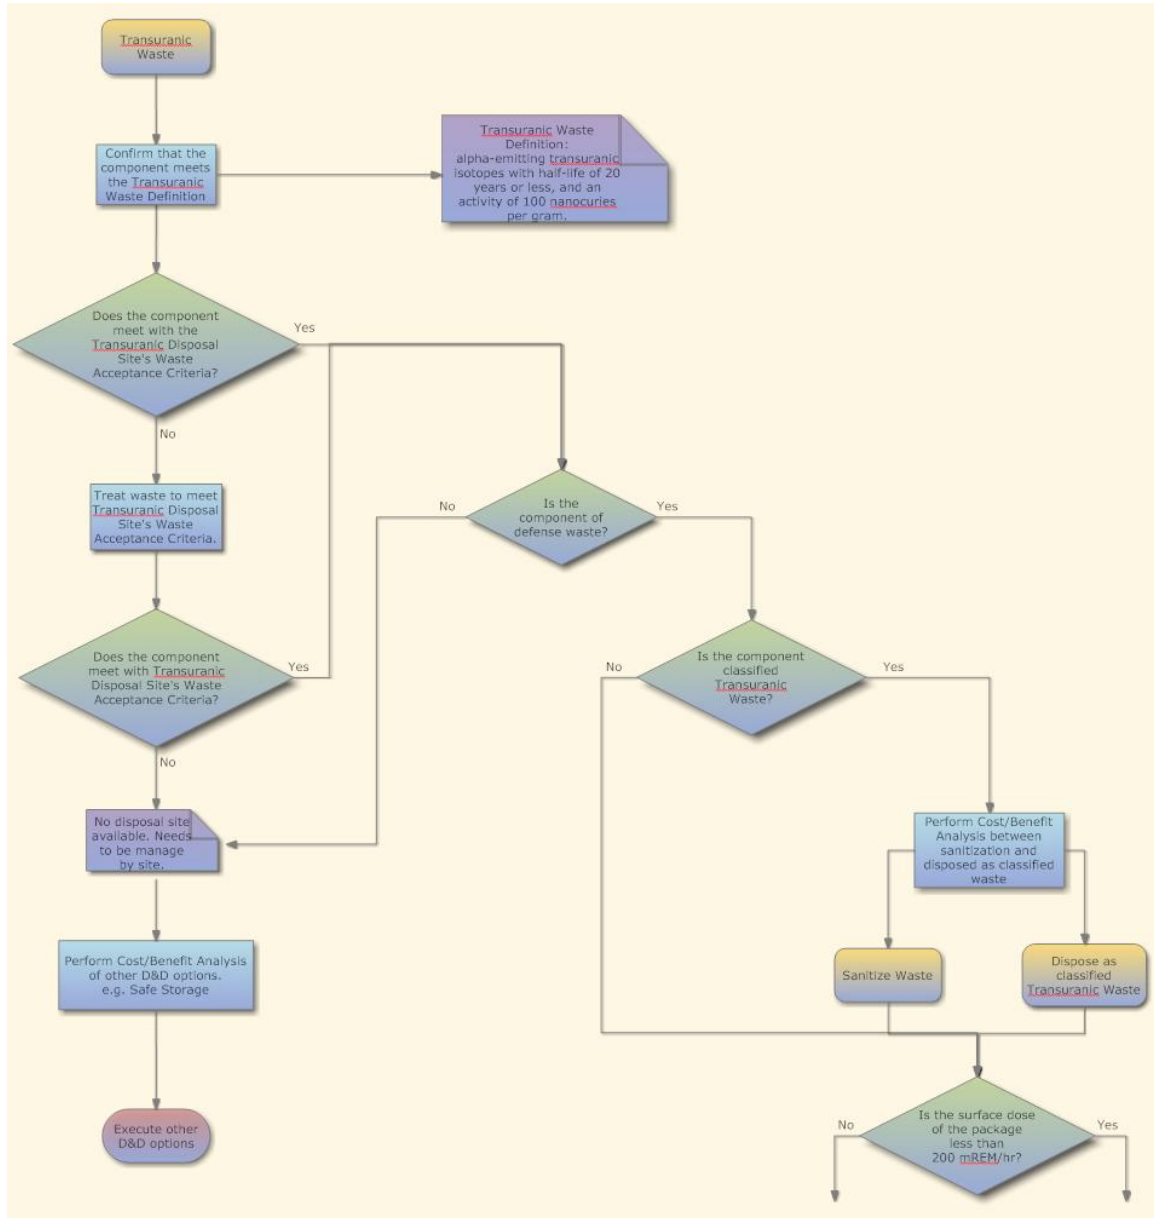 Transuranic
Waste
Confirm that the
component meets
the Transuranic
Waste Definition
Transuranic Waste
Definition:
alpha-emitting transuranic
isotopes with half-life of 20
years or less, and an
activity of 100 nanocuries
per gram.
Does the component
meet with the
Transuranic Disposal
Site's Waste
Acceptance Criteria?
Yes
No
Treat waste to meet
Transuranic Disposal
Site's Waste
Acceptance Criteria.
No
Is the
component of
defense waste?
Yes
Does the component
meet with Transuranic
Disposal Site's Waste
Acceptance Criteria?
Yes
No
No
Is the component
classified
Transuranic
Waste?
Yes
No disposal site
available. Needs
to be manage
by site.
Perform Cost/Benefit
Analysis between
sanitization and
disposed as classified
waste
Perform Cost/Benefit Analysis
of other D&D options.
e.g. Safe Storage
Sanitize Waste
Dispose as
classified
Transuranic Waste
Execute other
D&D options
No
Is the surface dose
of the package
less than
200 mREM/hr?
Yes